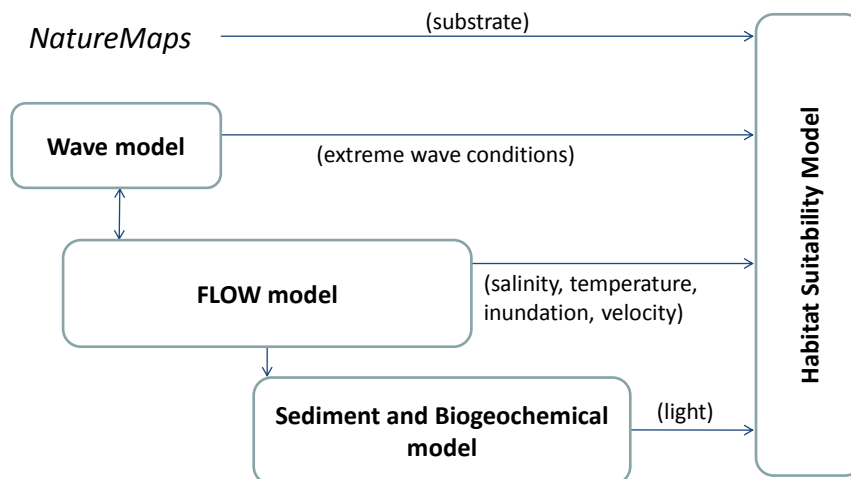 NatureMaps
(substrate)
Wave model
(extreme wave conditions)
FLOW model
(salinity, temperature,
inundation, velocity)
Sediment and Biogeochemical
model
(light)
Habitat Suitability Model